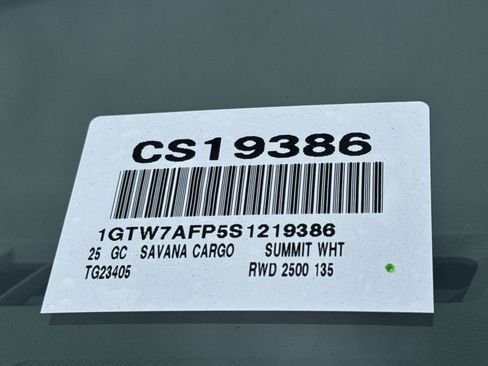 CS19386
1GTW7AFP5S1219386
25 GC SAVANA CARGO SUMMIT WHT
TG23405 RWD 2500 135